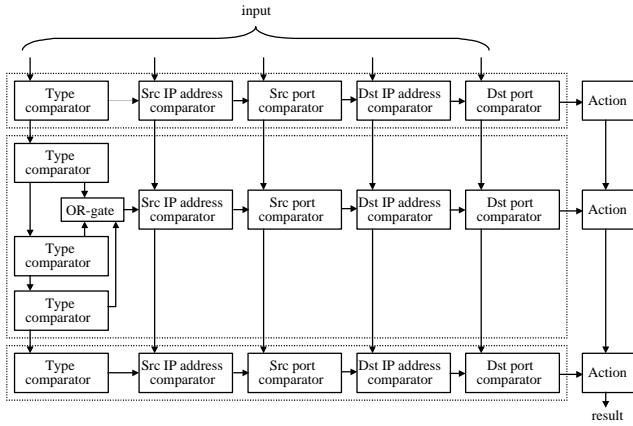 input
Type
comparator
Src IP address
comparator
Src port
comparator
Dst IP address
comparator
Dst port
comparator
Action
Type
comparator
OR-gate
Src IP address
comparator
Src port
comparator
Dst IP address
comparator
Dst port
comparator
Action
Type
comparator
Type
comparator
Type
comparator
Src IP address
comparator
Src port
comparator
Dst IP address
comparator
Dst port
comparator
Action
result